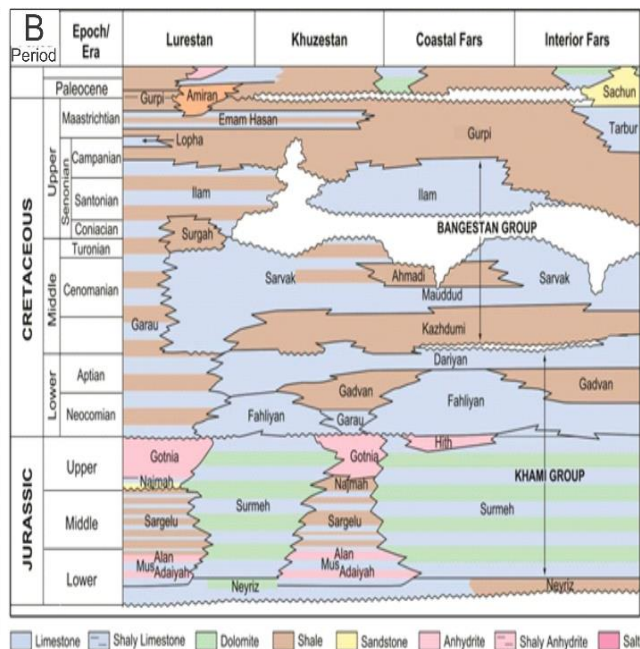 B
Period
Epoch/
Era
Lurestan
Khuzestan
Coastal Fars
Interior Fars
Paleocene
Gurpi
Amiran
Sachun
CRETACEOUS
Upper
Senonian
Maastrichtian
Emam Hasan
Gurpi
Tarbur
Lopha
Campanian
Santonian
Ilam
Ilam
Coniacian
Surgah
BANGESTAN GROUP
Middle
Turonian
Cenomanian
Sarvak
Ahmadi
Sarvak
Mauddud
Garau
Kazhdumi
Dariyan
Lower
Aptian
Gadvan
Gadvan
Neocomian
Fahliyan
Garau
Fahliyan
JURASSIC
Upper
Gotnia
Gotnia
Hith
Najmah
Najmah
KHAMI GROUP
Middle
Sargelu
Surmeh
Sargelu
Surmeh
Lower
Alan
Mus
Adaiyah
Alan
Mus
Adaiyah
Neyriz
Neyriz
Limestone
Shaly Limestone
Dolomite
Shale
Sandstone
Anhydrite
Shaly Anhydrite
Salt